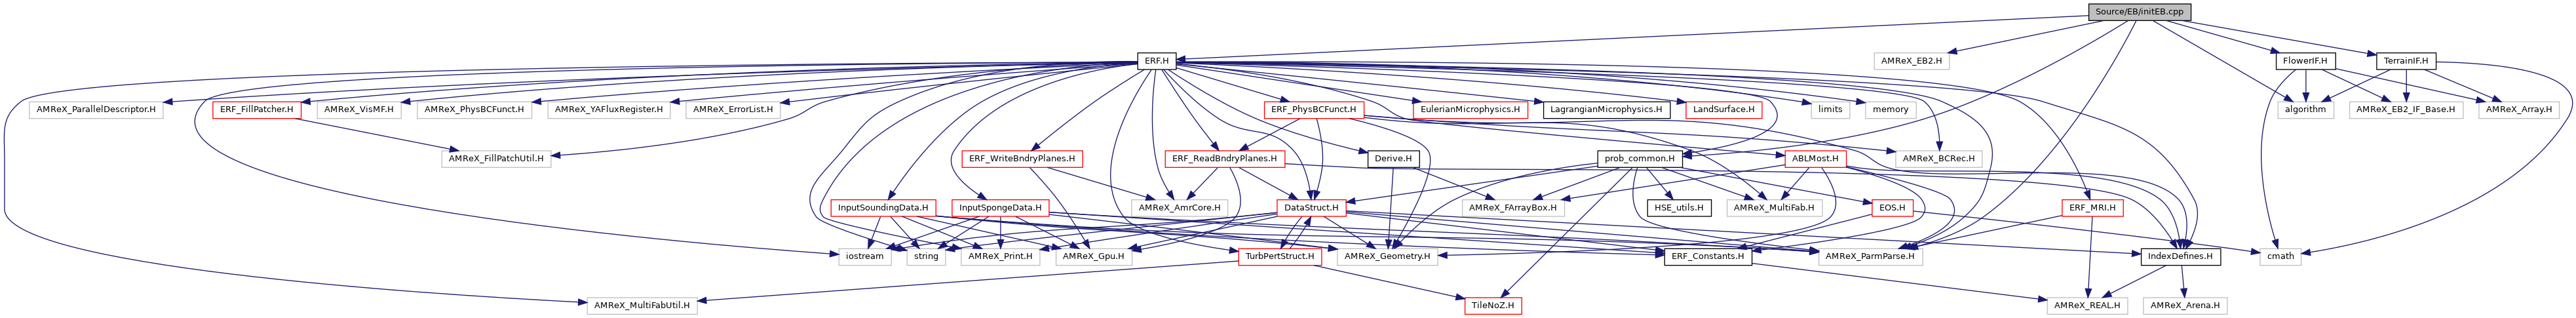 Source/EB/initEB.cpp
ERF.H
AMReX_EB2.H
FlowerIF.H
TerrainIF.H
AMReX_ParallelDescriptor.H
ERF_FillPatcher.H
AMReX_VisMF.H
AMReX_PhysBCFunct.H
AMReX_YAFluxRegister.H
AMReX_ErrorList.H
ERF_PhysBCFunct.H
EulerianMicrophysics.H
LagrangianMicrophysics.H
LandSurface.H
limits
memory
algorithm
AMReX_EB2_IF_Base.H
AMReX_Array.H
AMReX_FillPatchUtil.H
ERF_WriteBndryPlanes.H
ERF_ReadBndryPlanes.H
Derive.H
prob_common.H
ABLMost.H
AMReX_BCRec.H
InputSoundingData.H
InputSpongeData.H
AMReX_AmrCore.H
DataStruct.H
AMReX_FArrayBox.H
HSE_utils.H
AMReX_MultiFab.H
EOS.H
ERF_MRI.H
iostream
string
AMReX_Print.H
AMReX_Gpu.H
TurbPertStruct.H
AMReX_Geometry.H
ERF_Constants.H
AMReX_ParmParse.H
IndexDefines.H
cmath
AMReX_MultiFabUtil.H
TileNoZ.H
AMReX_REAL.H
AMReX_Arena.H